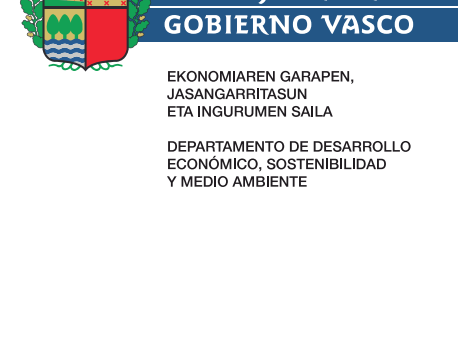 GOBIERNO VASCO
EKONOMIAREN GARAPEN,
JASANGARRITASUN
ETA INGURUMEN SAILA
DEPARTAMENTO DE DESARROLLO
ECONÓMICO, SOSTENIBILIDAD
Y MEDIO AMBIENTE